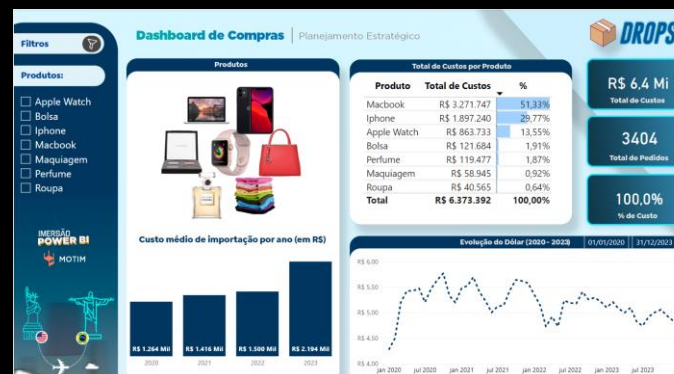 Dashboard de Compras | Planejamento Estratégico
DROPS
Filtros
Produtos:
Apple Watch
Bolsa
Iphone
Macbook
Maquiagem
Perfume
Roupa
IMERSÃO
POWER BI
MOTIM
Produtos
Total de Custos por Produto
Produto Total de Custos %
Macbook R$ 3.271.747 51,33%
Iphone R$ 1.897.240 29,77%
Apple Watch R$ 863.733 13,55%
Bolsa R$ 121.684 1,91%
Perfume R$ 119.477 1,87%
Maquiagem R$ 58.945 0,92%
Roupa R$ 40.565 0,64%
Total R$ 6.373.392 100,00%
R$ 6,4 Mi
Total de Custos
3404
Total de Pedidos
100,0%
% de Custo
Custo médio de importação por ano (em R$)
R$ 1.264 Mil R$ 1.416 Mil R$ 1.500 Mil R$ 2.194 Mil
2020 2021 2022 2023
Evolução do Dólar (2020 - 2023) 01/01/2020 31/12/2023
R$ 6,00
R$ 5,50
R$ 5,00
R$ 4,50
R$ 4,00
jan 2020 jul 2020 jan 2021 jul 2021 jan 2022 jul 2022 jan 2023 jul 2023